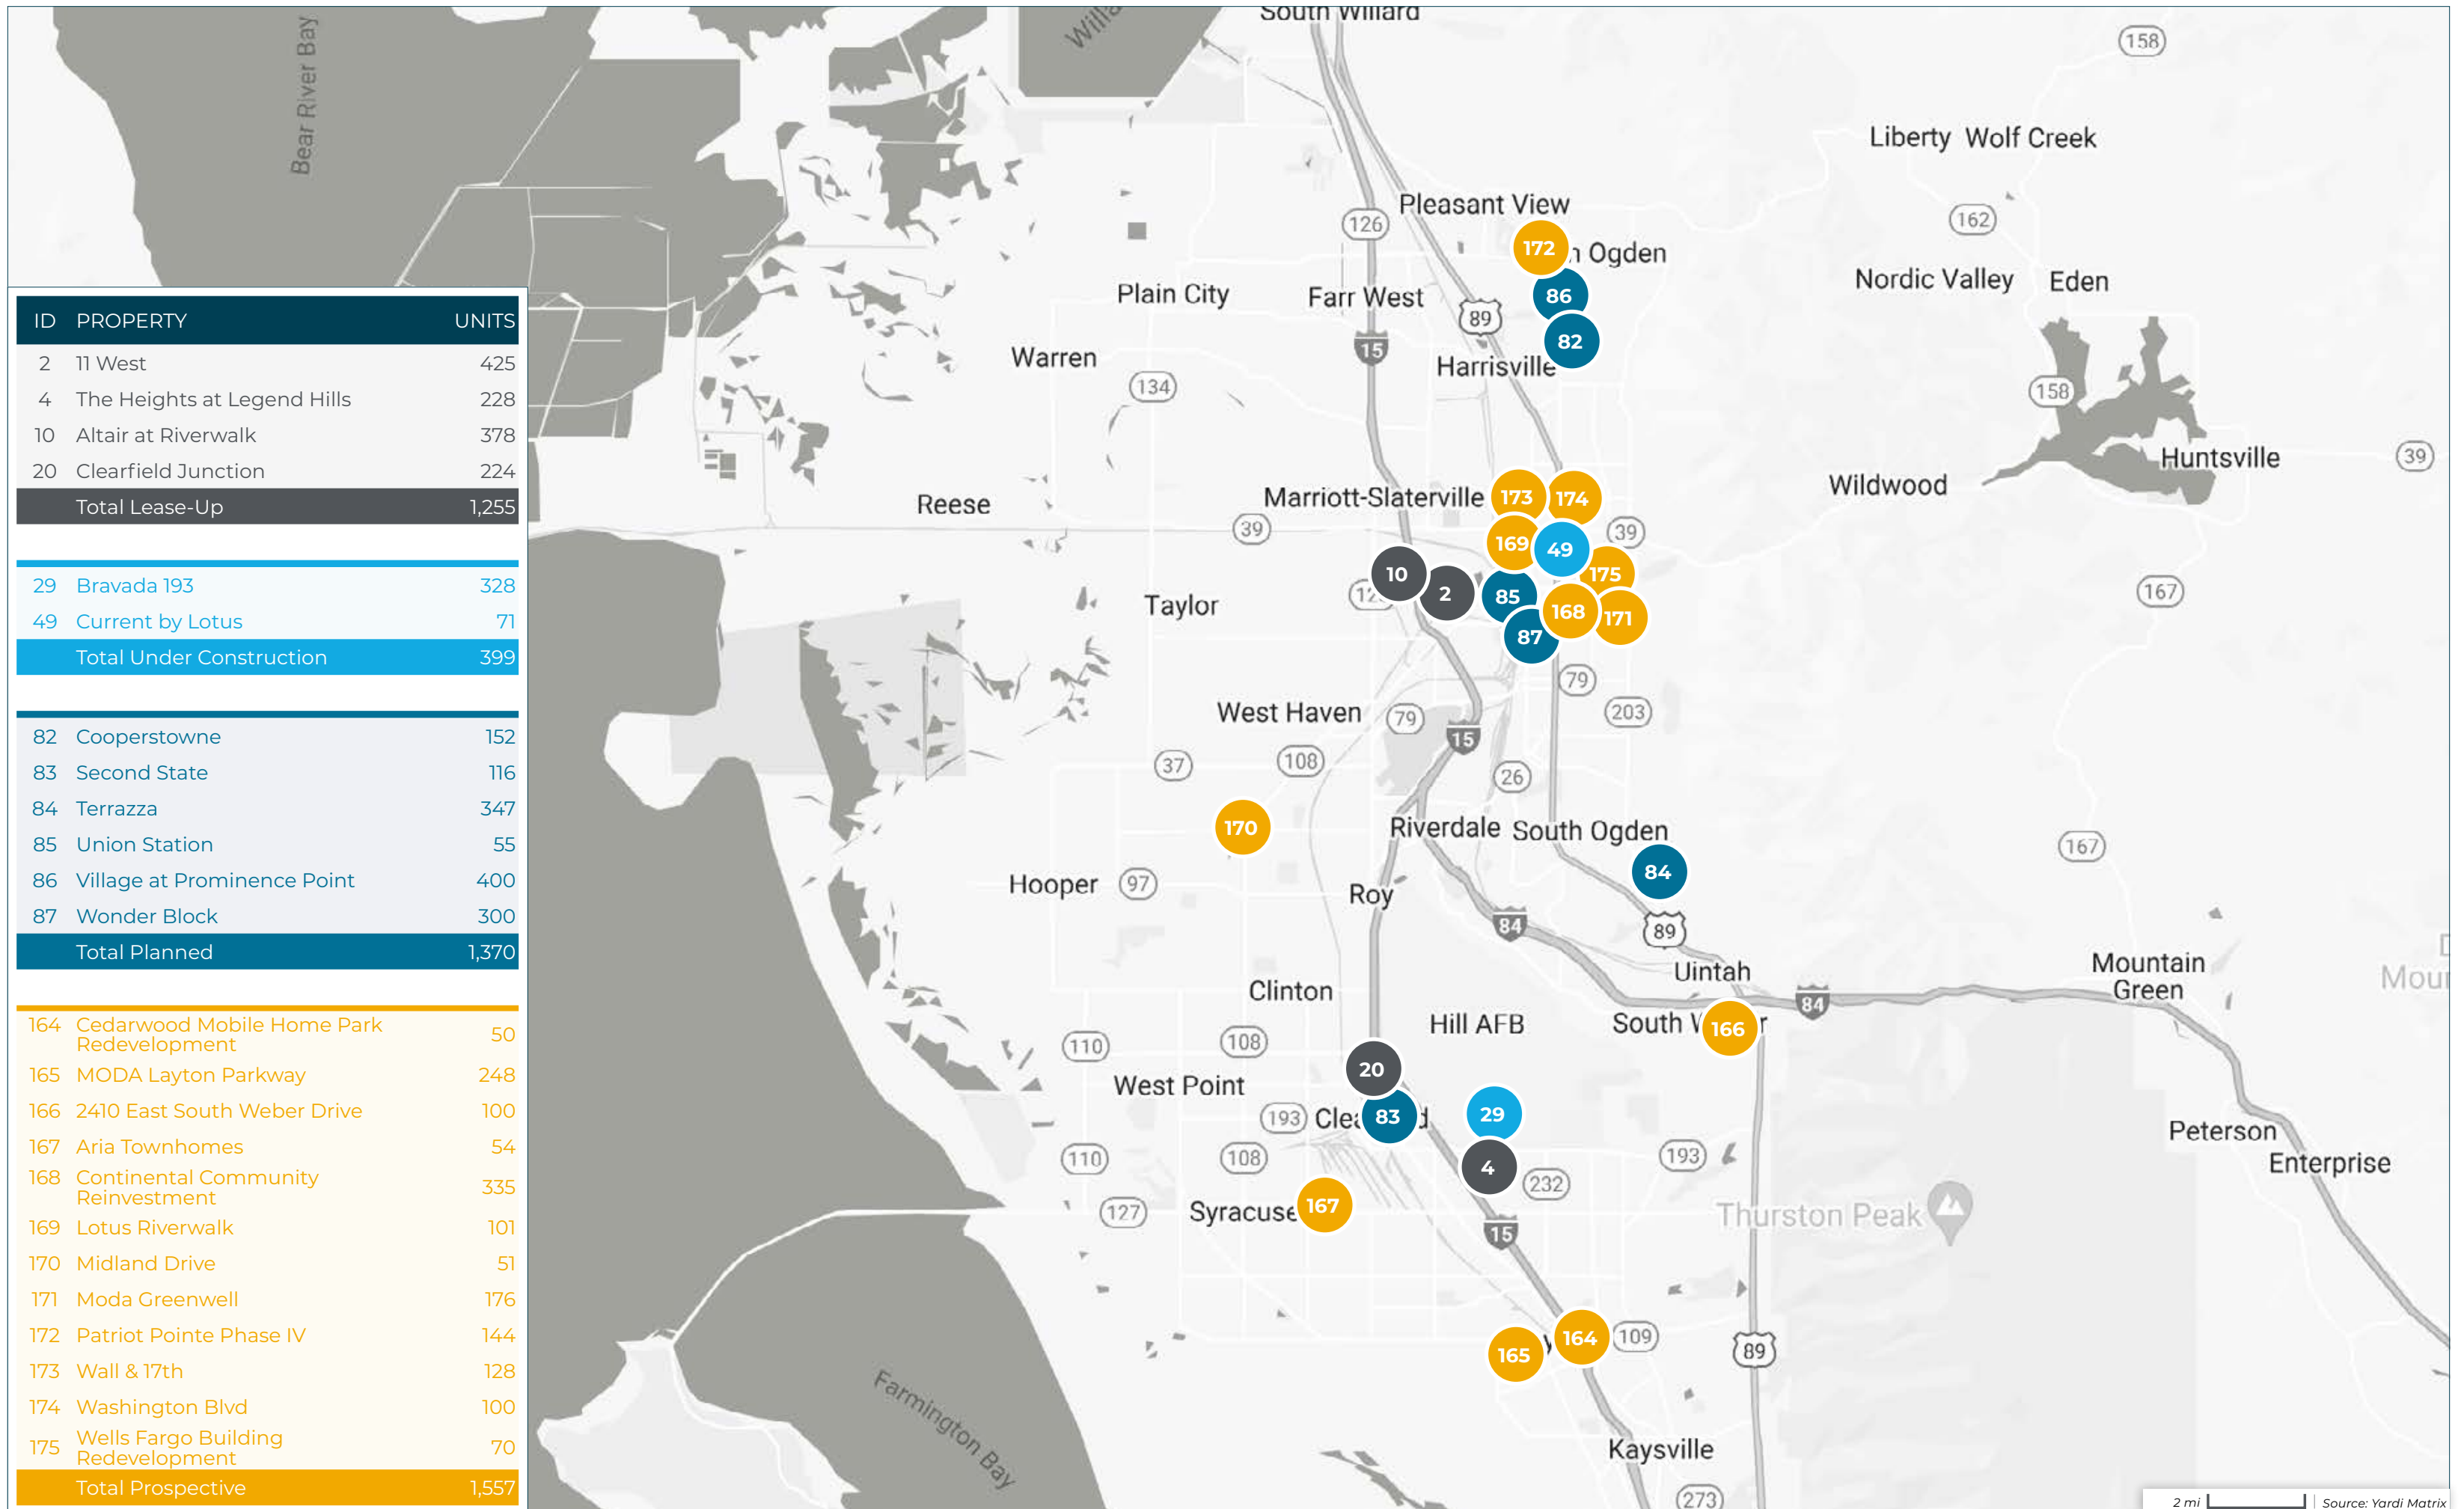 ID PROPERTY UNITS
2 11 West 425
4 The Heights at Legend Hills 228
10 Altair at Riverwalk 378
20 Clearfield Junction 224
Total Lease-Up 1,255
29 Bravada 193 328
49 Current by Lotus 71
Total Under Construction 399
82 Cooperstowne 152
83 Second State 116
84 Terrazza 347
85 Union Station 55
86 Village at Prominence Point 400
87 Wonder Block 300
Total Planned 1,370
164 Cedarwood Mobile Home Park
Redevelopment 50
165 MODA Layton Parkway 248
166 2410 East South Weber Drive 100
167 Aria Townhomes 54
168 Continental Community
Reinvestment 335
169 Lotus Riverwalk 101
170 Midland Drive 51
171 Moda Greenwell 176
172 Patriot Pointe Phase IV 144
173 Wall & 17th 128
174 Washington Blvd 100
175 Wells Fargo Building
Redevelopment 70
Total Prospective 1,557
South Willard
Bear River Bay
158
Liberty Wolf Creek
Pleasant View
126
162
172
Ogden
Nordic Valley Eden
Plain City
Farr West
86
89
82
15
Warren
Harrisville
134
158
Huntsville
39
Wildwood
Marriott-Slaterville
173
174
Reese
39
39
169
49
10
175
2
85
168
171
Taylor
167
87
79
203
West Haven
79
15
37
108
26
170
Riverdale South Ogden
167
84
Hooper
97
Roy
84
89
Uintah
Mountain
Green
Clinton
84
Hill AFB
South
166
110
108
20
West Point
193
83
29
110
108
4
232
193
Peterson
Enterprise
127
Syracuse
167
15
Thurston Peak
165
164
109
89
Farmington Bay
Kaysville
273
2 mi
Source: Yardi Matrix